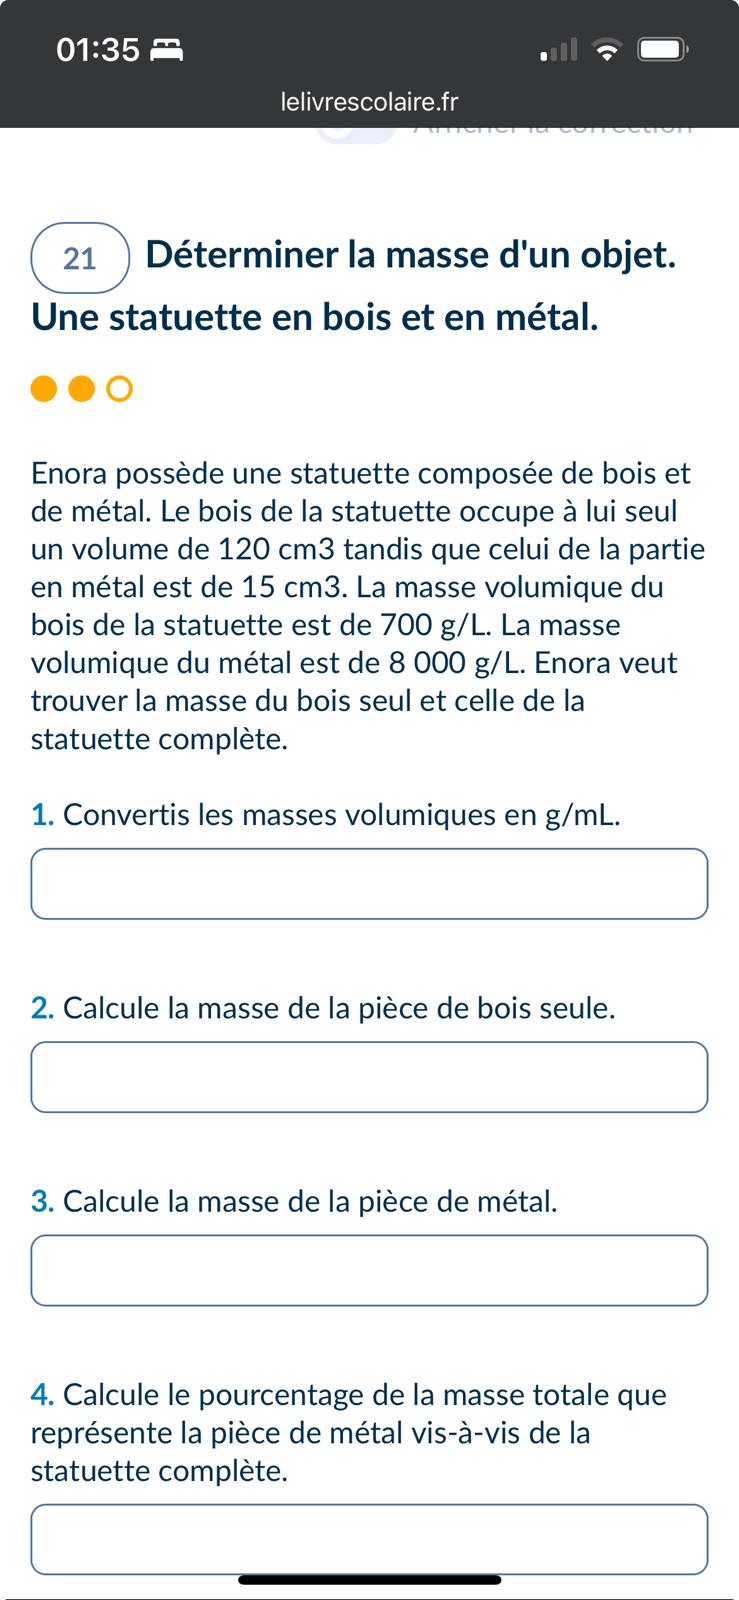 01:35
lelivrescolaire.fr
Afficher la correction
21 Déterminer la masse d'un objet.
Une statuette en bois et en métal.
Enora possède une statuette composée de bois et
de métal. Le bois de la statuette occupe à lui seul
un volume de 120 cm3 tandis que celui de la partie
en métal est de 15 cm3. La masse volumique du
bois de la statuette est de 700 g/L. La masse
volumique du métal est de 8 000 g/L. Enora veut
trouver la masse du bois seul et celle de la
statuette complète.
1. Convertis les masses volumiques en g/mL.
2. Calcule la masse de la pièce de bois seule.
3. Calcule la masse de la pièce de métal.
4. Calcule le pourcentage de la masse totale que
représente la pièce de métal vis-à-vis de la
statuette complète.